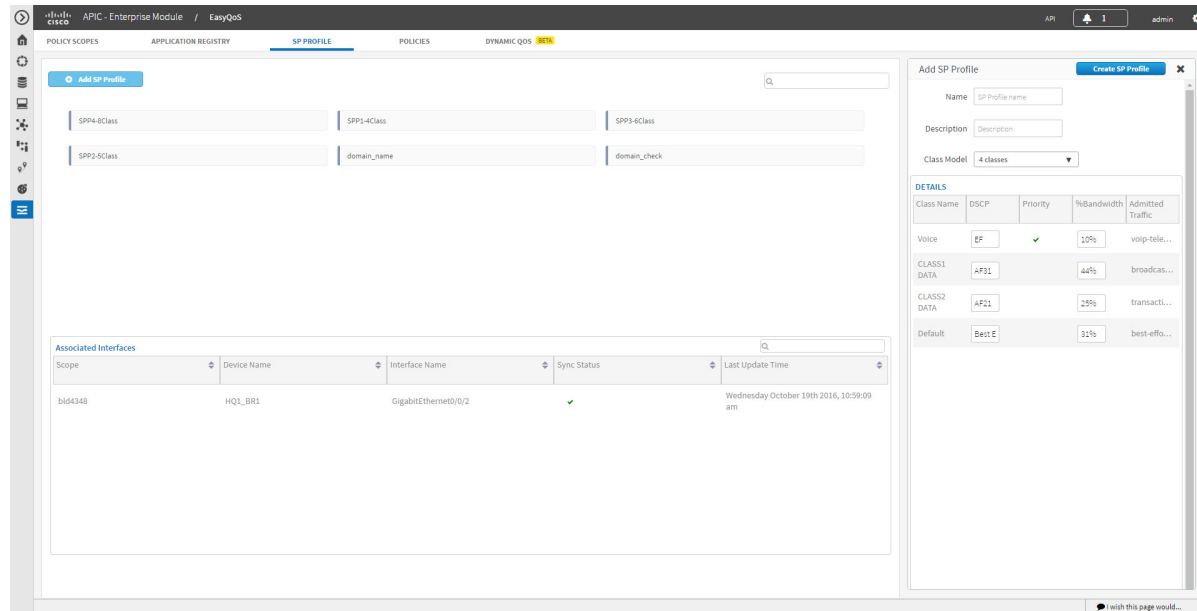 cisco APIC - Enterprise Module / EasyQoS API 1 admin
POLICY SCOPES APPLICATION REGISTRY SP PROFILE POLICIES DYNAMIC QOS BETA
Add SP Profile
SPP4-8Class SPP1-4Class SPP3-6Class
SPP2-5Class domain_name domain_check
Associated Interfaces
Scope Device Name Interface Name Sync Status Last Update Time
bld4348 HQ1_BR1 GigabitEthernet0/0/2 Wednesday October 19th 2016, 10:59:09
am
Add SP Profile Create SP Profile
Name SP Profile name
Description Description
Class Model 4 classes
DETAILS
Class Name DSCP Priority %Bandwidth Admitted
Traffic
Voice EF 10% voip-tele...
CLASS1
DATA AF31 44% broadcas...
CLASS2
DATA AF21 25% transacti...
Default Best E 31% best-effo...
I wish this page would...